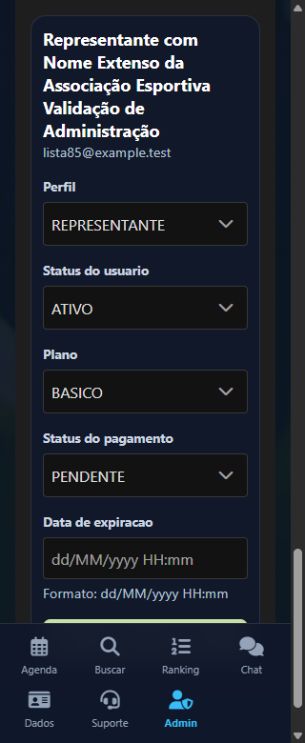 Representante com
Nome Extenso da
Associação Esportiva
Validação de
Administração
lista85@example.test
Perfil
REPRESENTANTE
Status do usuario
ATIVO
Plano
BASICO
Status do pagamento
PENDENTE
Data de expiracao
dd/MM/yyyy HH:mm
Formato: dd/MM/yyyy HH:mm
Agenda
Buscar
Ranking
Chat
Dados
Suporte
Admin